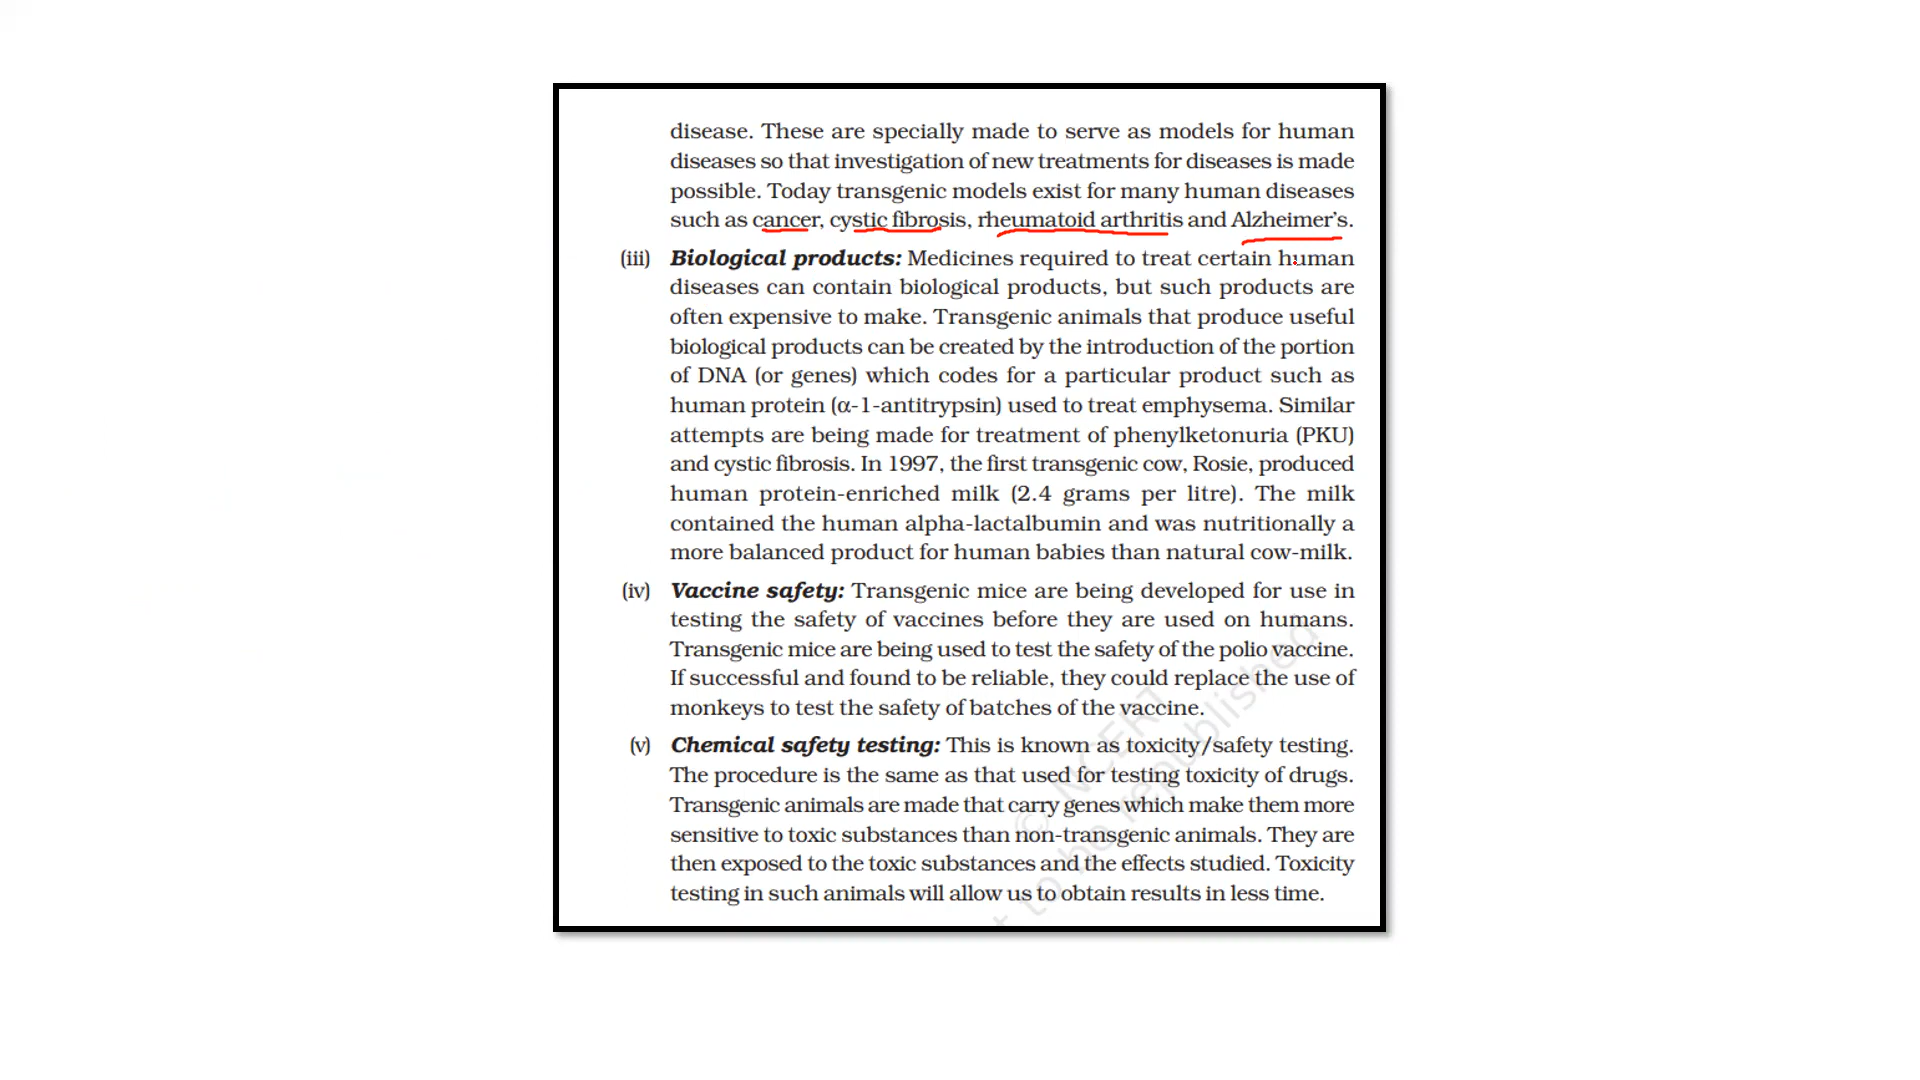 disease. These are specially made to serve as models for human
diseases so that investigation of new treatments for diseases is made
possible. Today transgenic models exist for many human diseases
such as cancer, cystic fibrosis, rheumatoid arthritis and Alzheimer's.
(iii) Biological products: Medicines required to treat certain human
diseases can contain biological products, but such products are
often expensive to make. Transgenic animals that produce useful
biological products can be created by the introduction of the portion
of DNA (or genes) which codes for a particular product such as
human protein (α-1-antitrypsin) used to treat emphysema. Similar
attempts are being made for treatment of phenylketonuria (PKU)
and cystic fibrosis. In 1997, the first transgenic cow, Rosie, produced
human protein-enriched milk (2.4 grams per litre). The milk
contained the human alpha-lactalbumin and was nutritionally a
more balanced product for human babies than natural cow-milk.
(iv) Vaccine safety: Transgenic mice are being developed for use in
testing the safety of vaccines before they are used on humans.
Transgenic mice are being used to test the safety of the polio vaccine.
If successful and found to be reliable, they could replace the use of
monkeys to test the safety of batches of the vaccine.
(v) Chemical safety testing: This is known as toxicity/safety testing.
The procedure is the same as that used for testing toxicity of drugs.
Transgenic animals are made that carry genes which make them more
sensitive to toxic substances than non-transgenic animals. They are
then exposed to the toxic substances and the effects studied. Toxicity
testing in such animals will allow us to obtain results in less time.
© NCERT
to be republished